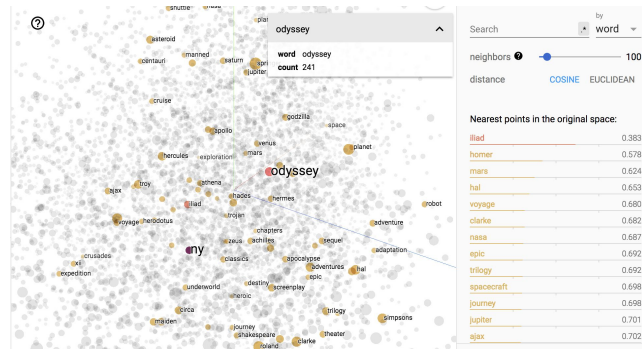 shuttle
nasa
asteroid
centauri
manned
saturn
jupiter
odyssey
word odyssey
count 241
cruise
godzilla
apollo
space
venus
mars
planet
hercules
exploration
odyssey
troy
athena
ajax
hades
hermes
iliad
robot
voyage
herodotus
trojan
adventure
chapters
zeus
achilles
sequel
ny
adaptation
crusades
classics
apocalypse
xii
adventures
hal
expedition
epic
destiny
underworld
screenplay
heroic
circa
trilogy
maiden
simpsons
journey
shakespeare
theater
clarke
roland
Search
.*
by
word
neighbors
100
distance
COSINE
EUCLIDEAN
Nearest points in the original space:
iliad 0.383
homer 0.578
mars 0.624
hal 0.653
voyage 0.680
clarke 0.682
nasa 0.687
epic 0.692
trilogy 0.692
spacecraft 0.698
journey 0.698
jupiter 0.701
ajax 0.702